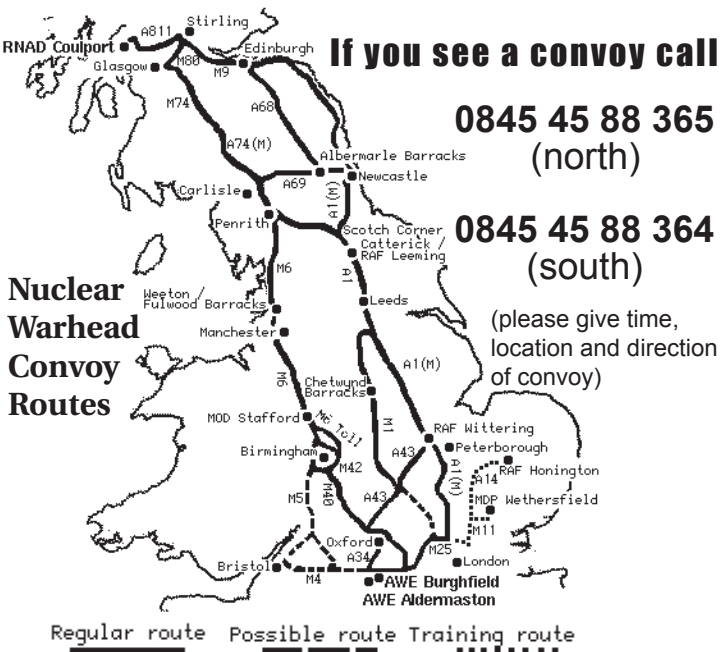 Stirling
A811
RNAD Coulport
Edinburgh
If you see a convoy call
Glasgow
M80
M9
M74
A68
0845 45 88 365
(north)
A74(M)
Albermarle Barracks
A69
Newcastle
Carlisle
A1(M)
Penrith
Scotch Corner
0845 45 88 364
(south)
Catterick /
RAF Leeming
M6
A1
Nuclear
Warhead
Convoy
Routes
Weeton /
Fulwood Barracks
Leeds
(please give time,
location and direction
of convoy)
Manchester
A1(M)
M6
Chetwynd
Barracks
MOD Stafford
M6 Toll
M1
RAF Wittering
Birmingham
A43
Peterborough
M42
A1(M)
RAF Honington
A14
M5
M40
A43
MDP Wethersfield
M11
Oxford
M25
A34
London
Bristol
M4
AWE Burghfield
AWE Aldermaston
Regular route Possible route Training route